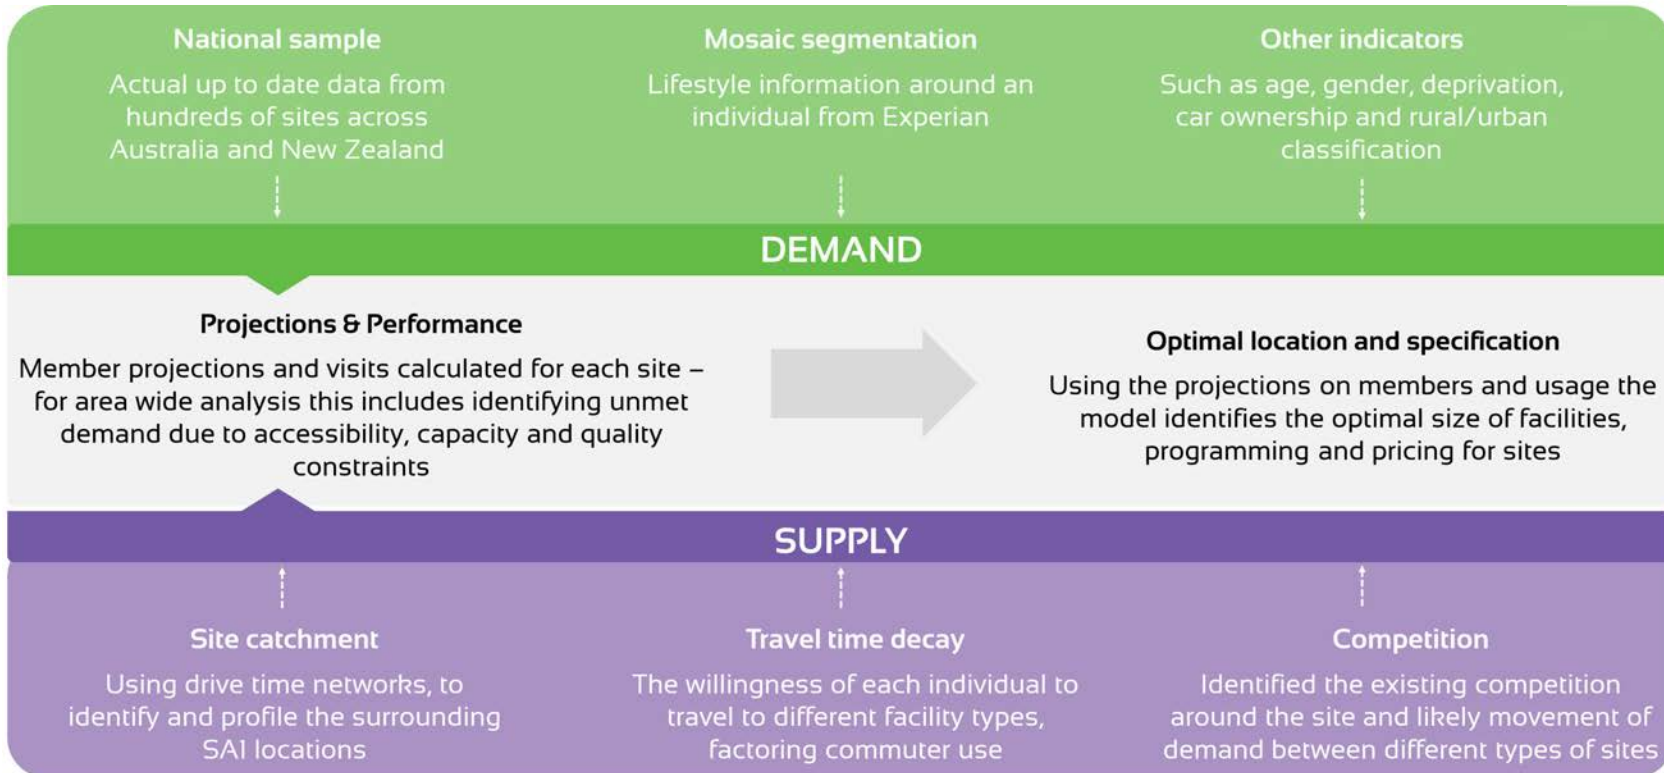 National sample
Actual up to date data from
hundreds of sites across
Australia and New Zealand
Mosaic segmentation
Lifestyle information around an
individual from Experian
Other indicators
Such as age, gender, deprivation,
car ownership and rural/urban
classification
DEMAND
Projections & Performance
Member projections and visits calculated for each site –
for area wide analysis this includes identifying unmet
demand due to accessibility, capacity and quality
constraints
Optimal location and specification
Using the projections on members and usage the
model identifies the optimal size of facilities,
programming and pricing for sites
SUPPLY
Site catchment
Using drive time networks, to
identify and profile the surrounding
SA1 locations
Travel time decay
The willingness of each individual to
travel to different facility types,
factoring commuter use
Competition
Identified the existing competition
around the site and likely movement of
demand between different types of sites